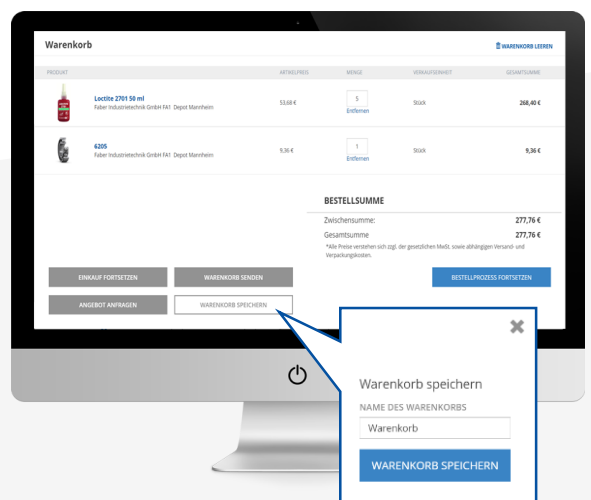 Warenkorb
WARENKORB LEEREN
PRODUKT ARTIKELPREIS MENGE VERKAUFSEINHEIT GESAMTSUMME
Loctite 2701 50 ml
Faber Industrietechnik GmbH FA1 Depot Mannheim
53,68 € 5 Stück 268,40 €
Entfernen
6205
Faber Industrietechnik GmbH FA1 Depot Mannheim
9,36 € 1 Stück 9,36 €
Entfernen
BESTELLSUMME
Zwischensumme: 277,76 €
Gesamtsumme 277,76 €
*Alle Preise verstehen sich zzgl. der gesetzlichen MwSt. sowie abhängigen Versand- und
Verpackungskosten.
EINKAUF FORTSETZEN WARENKORB SENDEN BESTELLPROZESS FORTSETZEN
ANGEBOT ANFRAGEN WARENKORB SPEICHERN
Warenkorb speichern
NAME DES WARENKORBS
Warenkorb
WARENKORB SPEICHERN